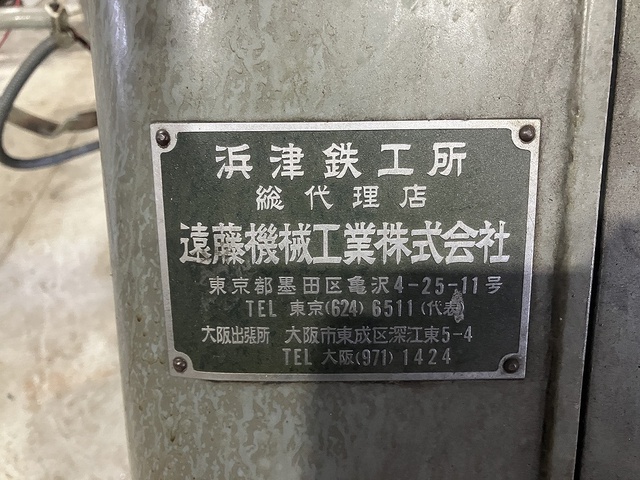 浜津鉄工所
総代理店
遠藤機械工業株式会社
東京都墨田区亀沢4-25-11号
TEL 東京(624)6511(代表)
大阪出張所 大阪市東成区深江東5-4
TEL 大阪(971)1424